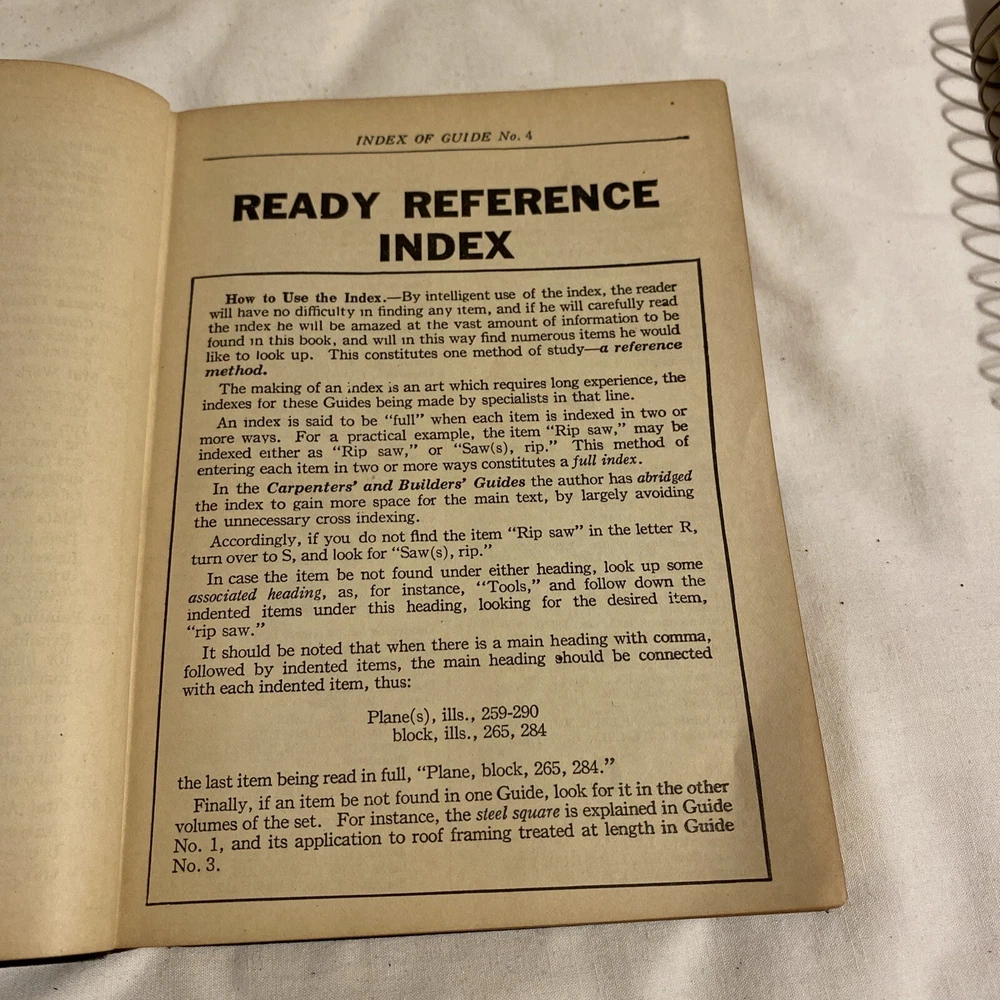 INDEX OF GUIDE No. 4
READY REFERENCE
INDEX
How to Use the Index.—By intelligent use of the index, the reader
will have no difficulty in finding any item, and if he will carefully read
the index he will be amazed at the vast amount of information to be
found in this book, and will in this way find numerous items he would
like to look up. This constitutes one method of study—a reference
method.
The making of an index is an art which requires long experience, the
indexes for these Guides being made by specialists in that line.
An index is said to be “full” when each item is indexed in two or
more ways. For a practical example, the item “Rip saw,” may be
indexed either as “Rip saw,” or “Saw(s), rip.” This method of
entering each item in two or more ways constitutes a full index.
In the Carpenters’ and Builders’ Guides the author has abridged
the index to gain more space for the main text, by largely avoiding
the unnecessary cross indexing.
Accordingly, if you do not find the item “Rip saw” in the letter R,
turn over to S, and look for “Saw(s), rip.”
In case the item be not found under either heading, look up some
associated heading, as, for instance, “Tools,” and follow down the
indented items under this heading, looking for the desired item,
“rip saw.”
It should be noted that when there is a main heading with comma,
followed by indented items, the main heading should be connected
with each indented item, thus:
Plane(s), ills., 259-290
block, ills., 265, 284
the last item being read in full, “Plane, block, 265, 284.”
Finally, if an item be not found in one Guide, look for it in the other
volumes of the set. For instance, the steel square is explained in Guide
No. 1, and its application to roof framing treated at length in Guide
No. 3.